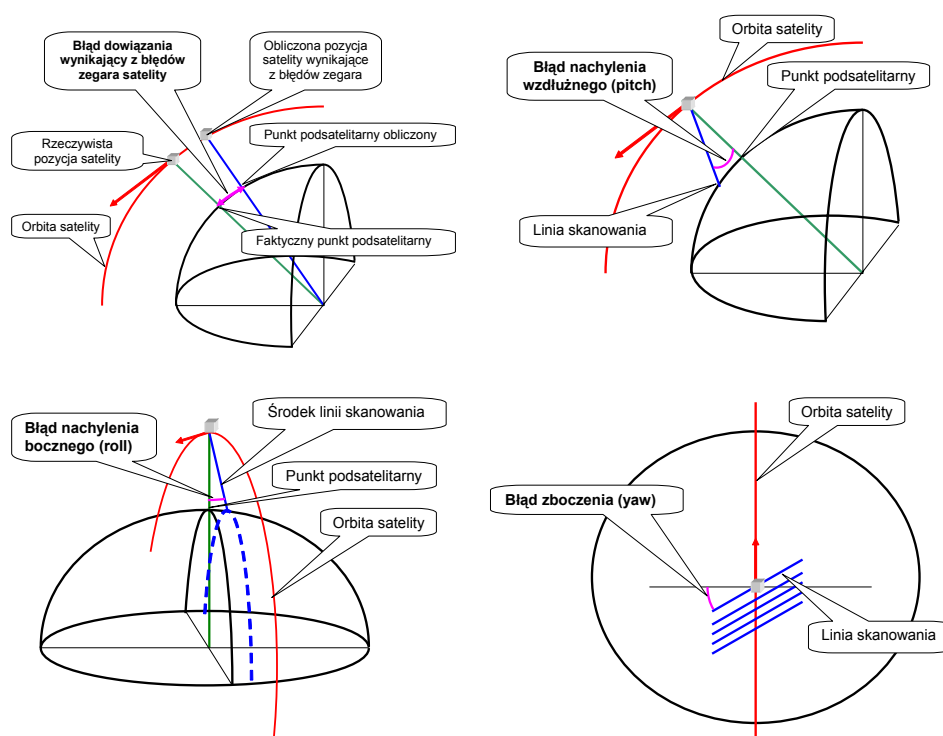 Błąd dowiązania
wynikający z błędów
zegara satelity
Obliczona pozycja
satelity wynikające
z błędów zegara
Rzeczywista
pozycja satelity
Punkt podsatelitarny obliczony
Orbita satelity
Faktyczny punkt podsatelitarny
Orbita satelity
Błąd nachylenia
wzdłużnego (pitch)
Punkt podsatelitarny
Linia skanowania
Błąd nachylenia
bocznego (roll)
Środek linii skanowania
Punkt podsatelitarny
Orbita satelity
Orbita satelity
Błąd zboczenia (yaw)
Linia skanowania